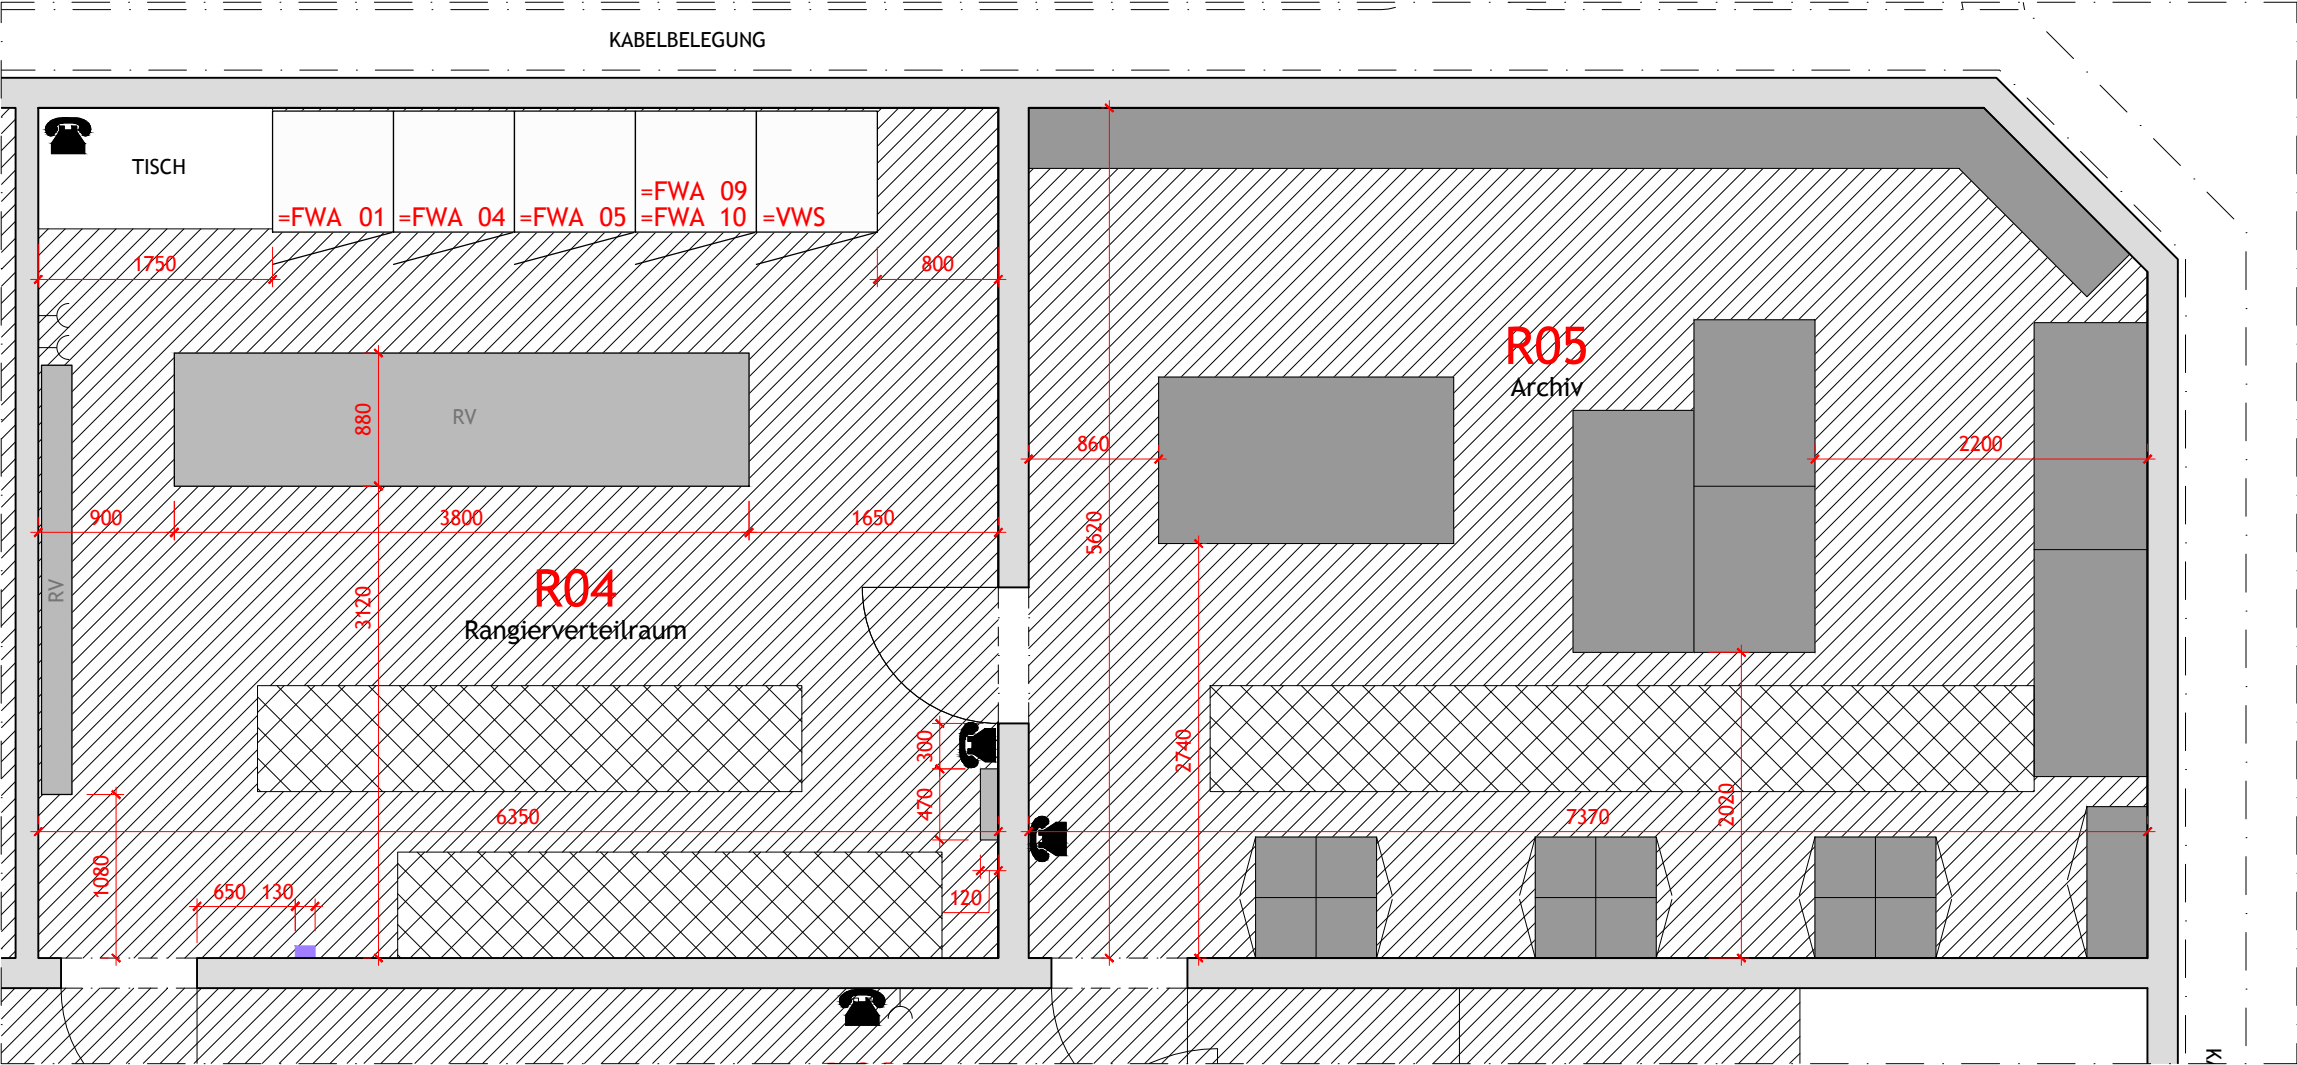 KABELBELEGUNG
TISCH
=FWA 01
=FWA 04
=FWA 05
=FWA 09
=FWA 10
=VWS
1750
800
R05
Archiv
RV
880
860
2200
900
3800
1650
5620
RV
R04
Rangierverteilraum
3120
300
2740
470
2020
6350
7370
1080
650
130
120